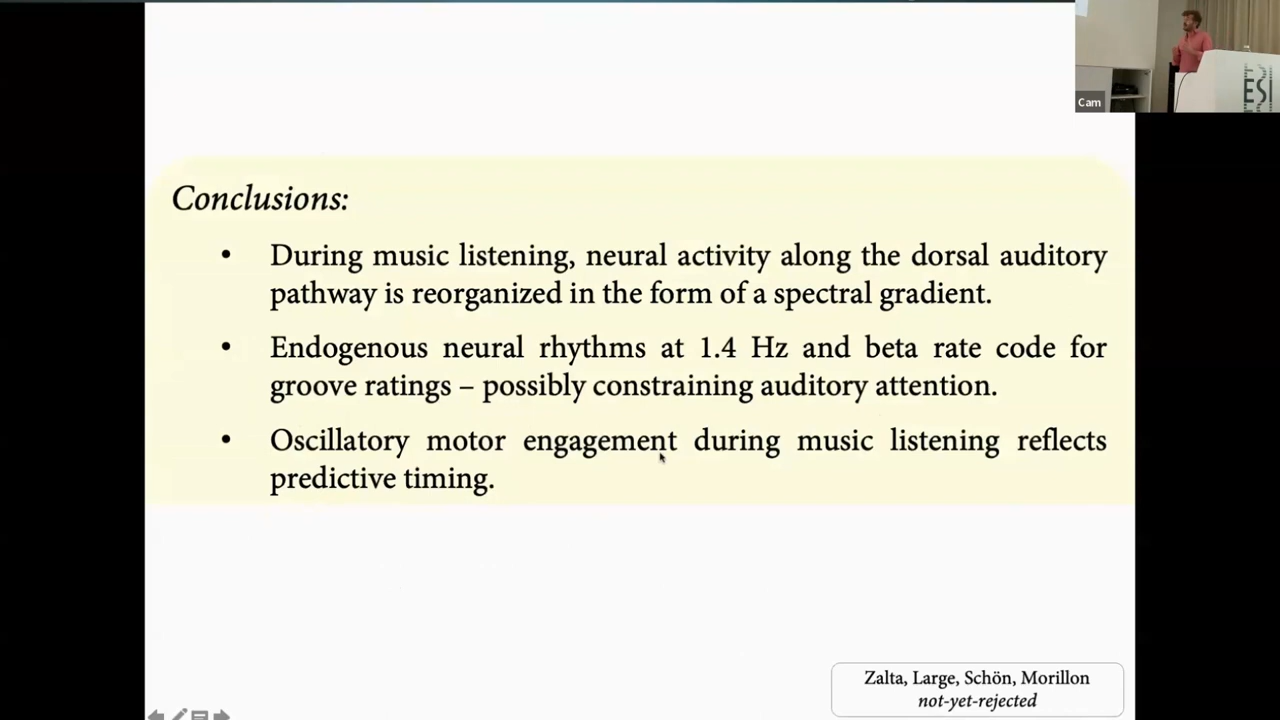 Cam
ESI
Conclusions:
• During music listening, neural activity along the dorsal auditory
pathway is reorganized in the form of a spectral gradient.
• Endogenous neural rhythms at 1.4 Hz and beta rate code for
groove ratings – possibly constraining auditory attention.
• Oscillatory motor engagement during music listening reflects
predictive timing.
Zalta, Large, Schön, Morillon
not-yet-rejected